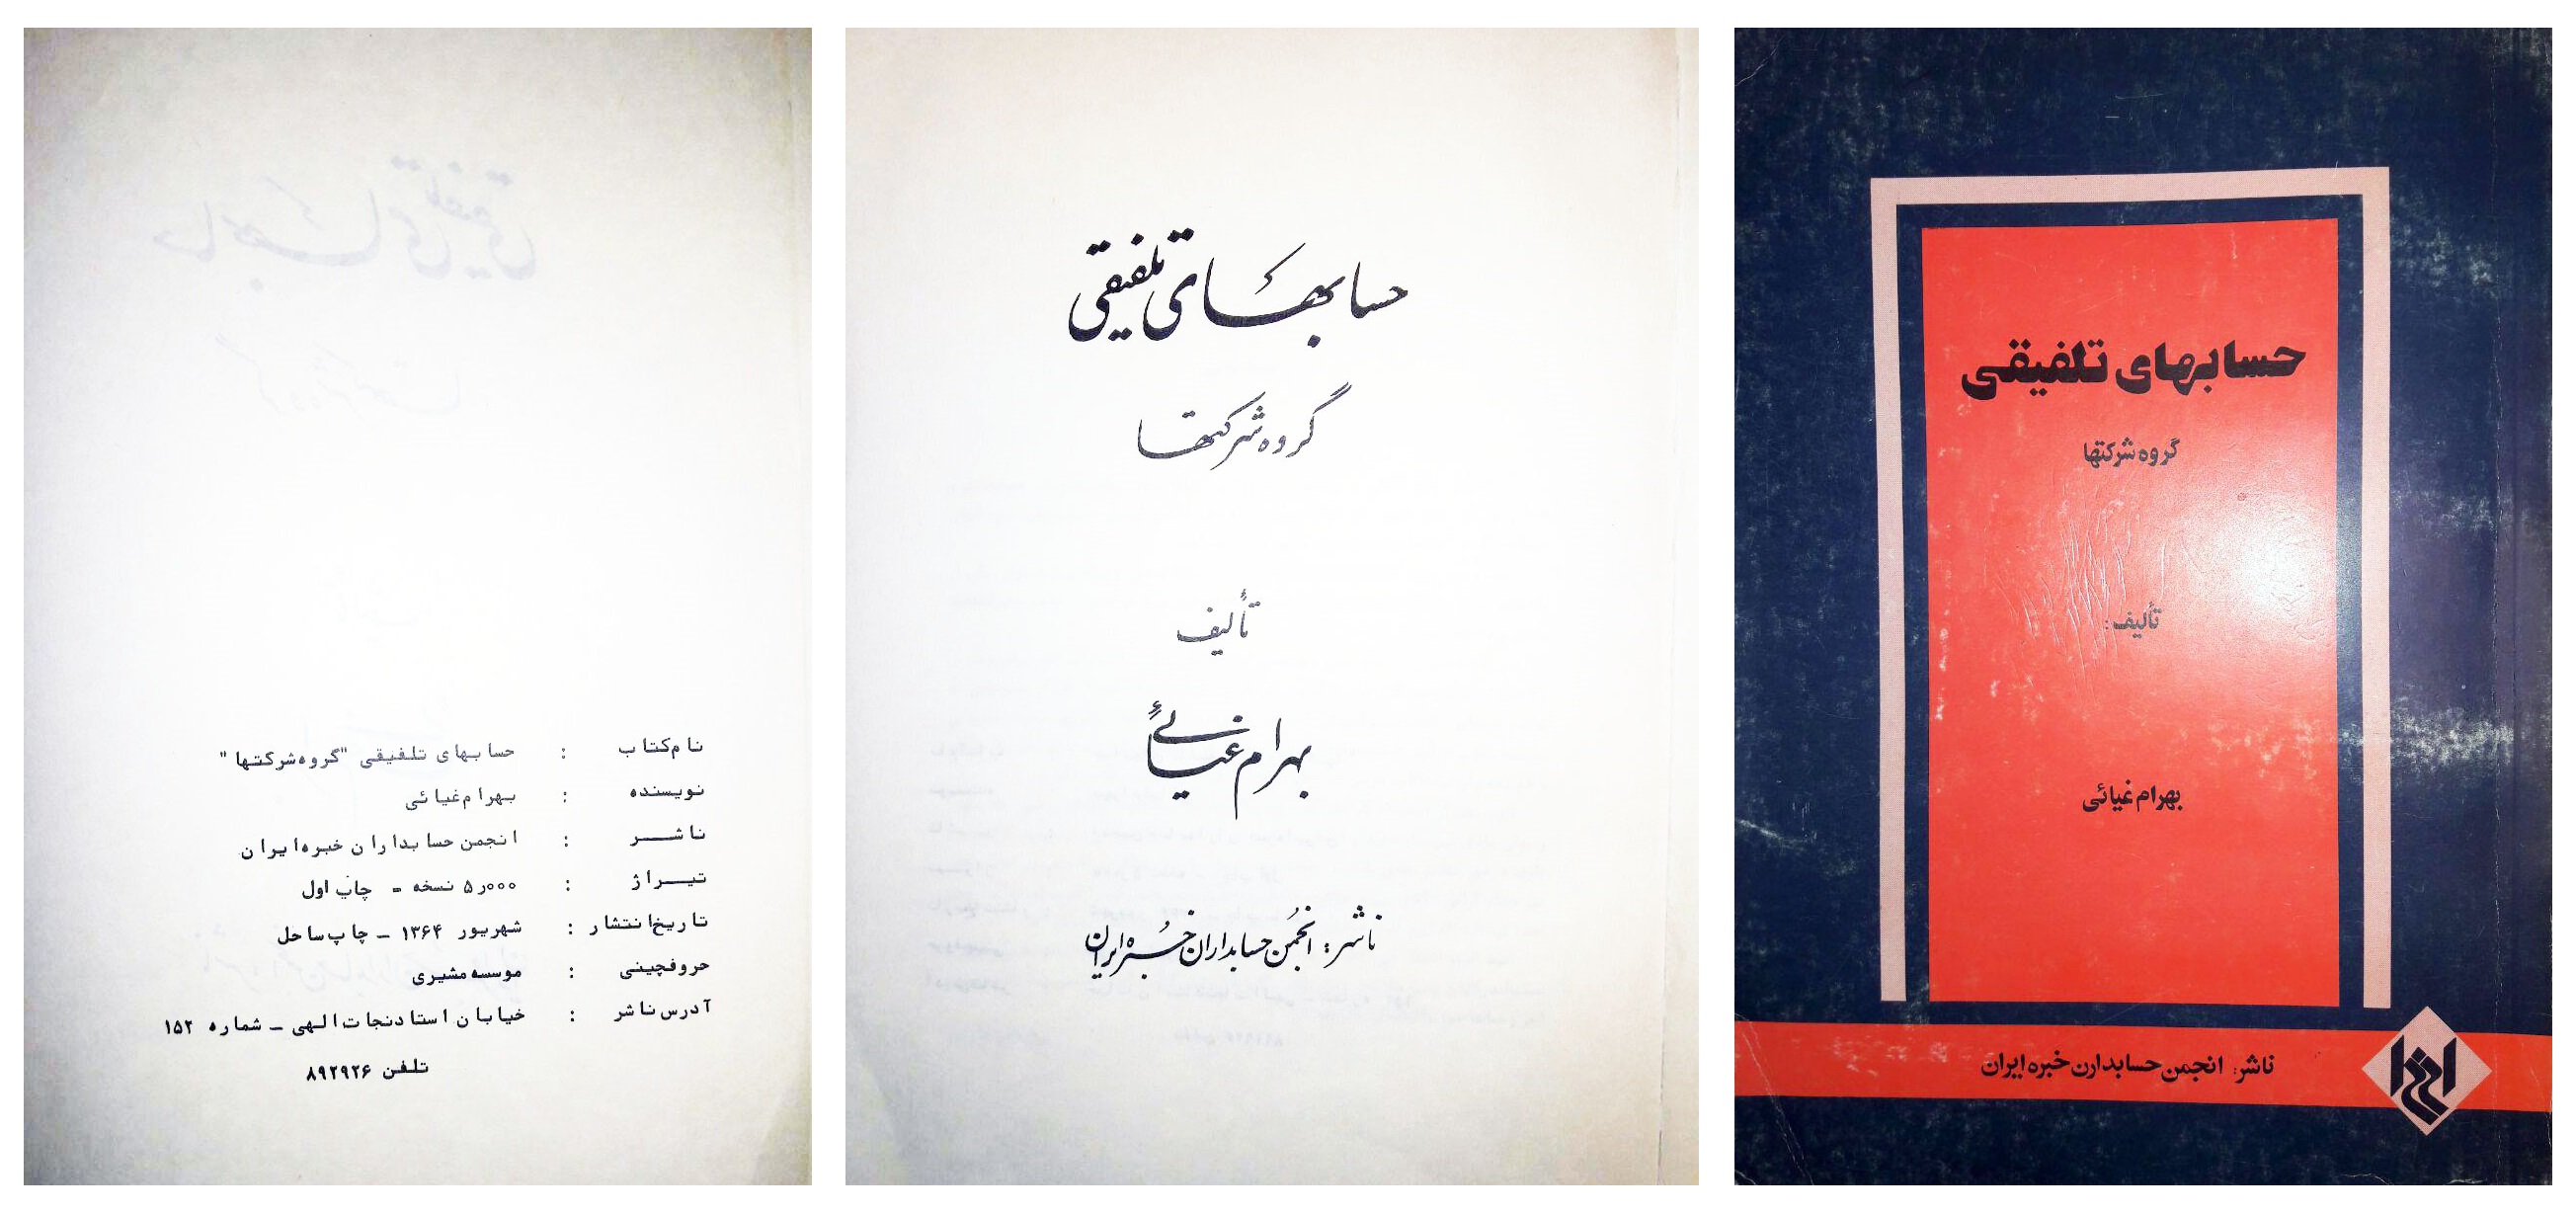 حسابهای تلفیقی
گروه شرکتها
تألیف:
بهرام غیائی
ناشر: انجمن حسابدارن خبره ایران
حسابهای تلفیقی
گروه شرکتها
تألیف
بهرام غیائی
ناشر: انجمن حسابداران خبره ایران
نام کتاب : حسابهای تلفیقی "گروه شرکتها"
نویسنده : بهرام غیائی
ناشر : انجمن حسابداران خبره ایران
تیراژ : ۵٫۰۰۰ نسخه = چاپ اول
تاریخ انتشار : شهریور ۱۳۶۴ – چاپ ساحل
حروفچینی : موسسه مشیری
آدرس ناشر : خیابان استاد نجات الهی – شماره ۱۵۲
تلفن ۸۹۲۹۲۶